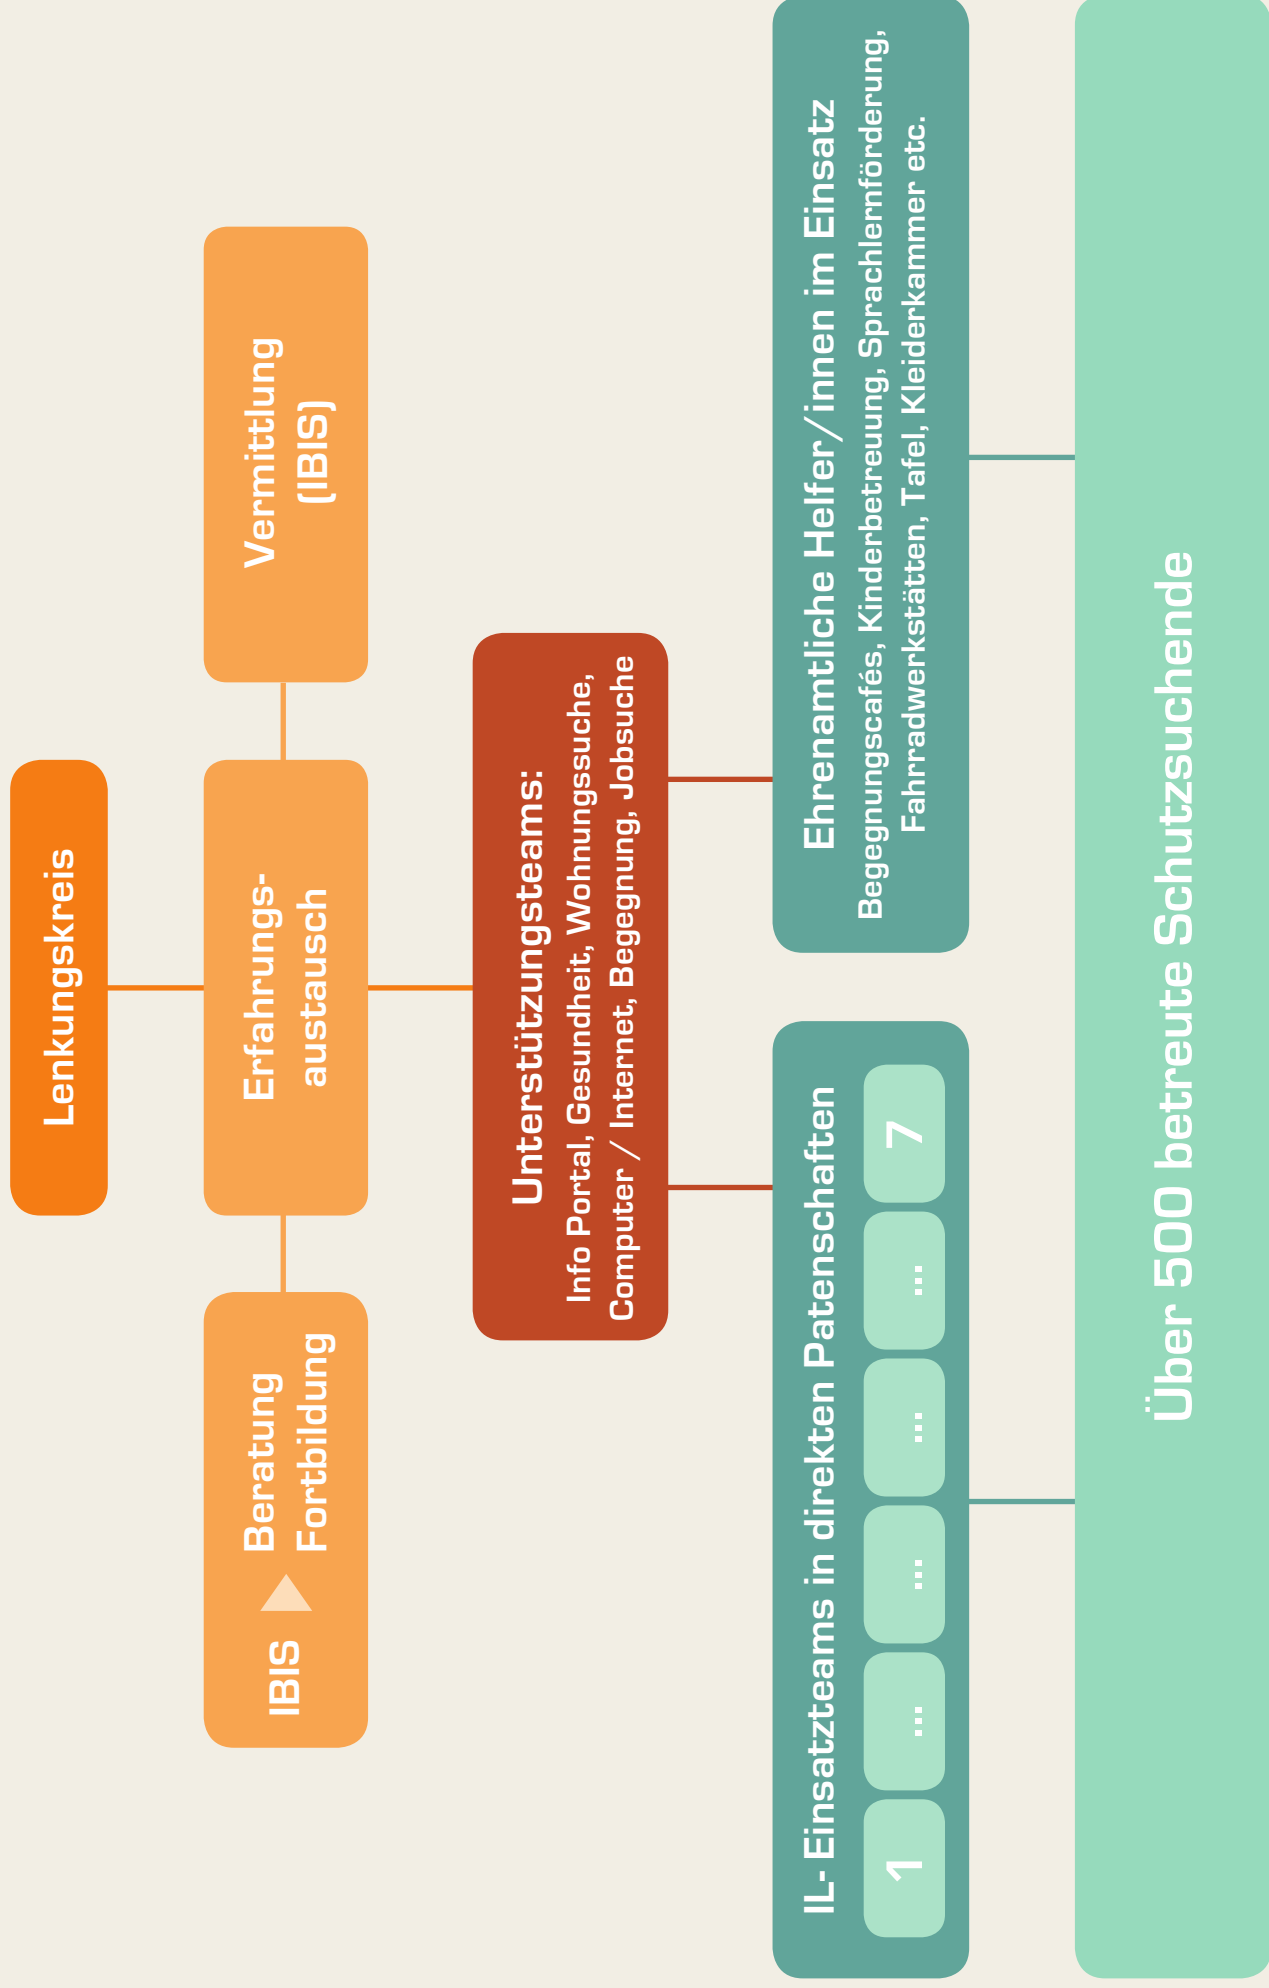 Lenkungskreis
IBIS
Beratung
Fortbildung
Erfahrungs-
austausch
Vermittlung
(IBIS)
Unterstützungsteams:
Info Portal, Gesundheit, Wohnungssuche,
Computer / Internet, Begegnung, Jobsuche
IL- Einsatzteams in direkten Patenschaften
1 ... ... ... ... 7
Ehrenamtliche Helfer/innen im Einsatz
Begegnungscafés, Kinderbetreuung, Sprachlernförderung,
Fahrradwerkstätten, Tafel, Kleiderkammer etc.
Über 500 betreute Schutzsuchende